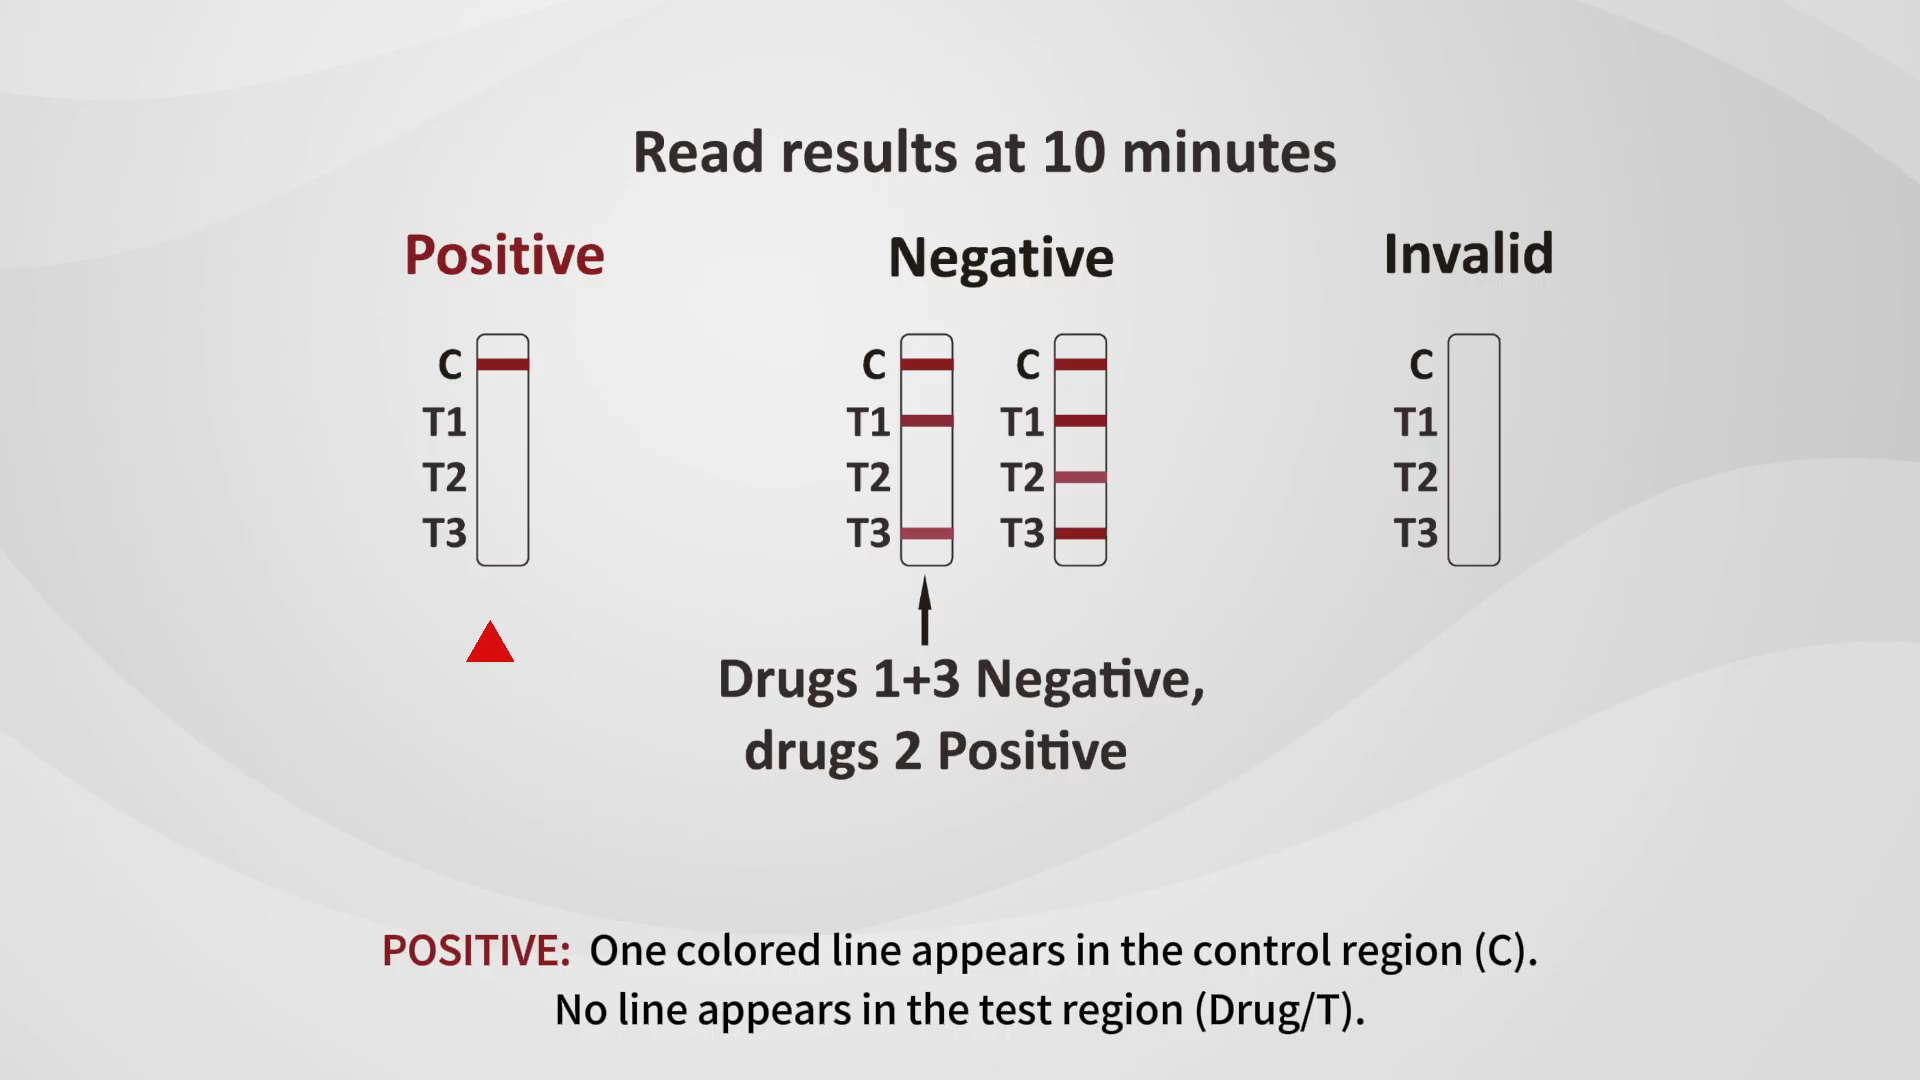 Read results at 10 minutes
Positive
Negative
Invalid
C
T1
T2
T3
C
T1
T2
T3
C
T1
T2
T3
C
T1
T2
T3
Drugs 1+3 Negative,
drugs 2 Positive
POSITIVE: One colored line appears in the control region (C).
No line appears in the test region (Drug/T).